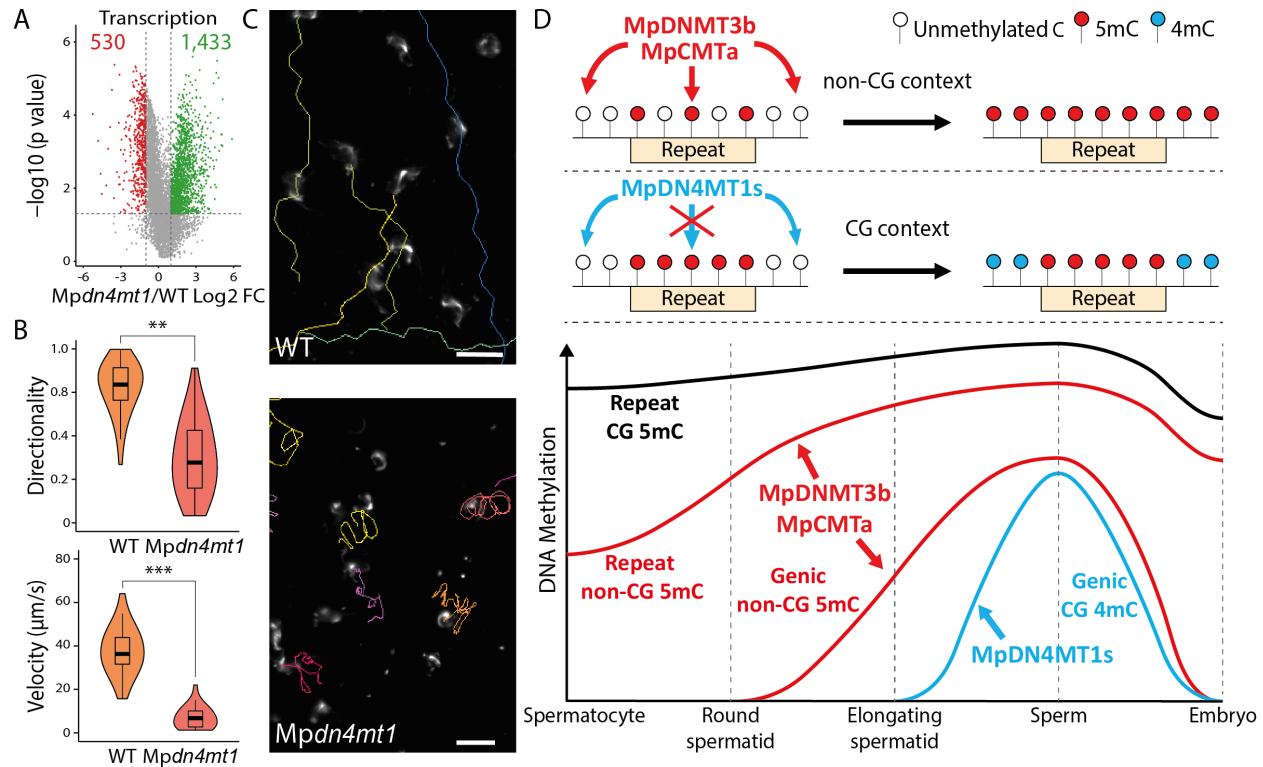 A
Transcription
530
1,433
6
4
2
0
−log10 (p value)
-6
-3
0
3
6
Mpdn4mt1/WT Log2 FC
B
**
1.0
0.8
0.4
0.2
0
Directionality
WT Mpdn4mt1
***
80
60
40
20
0
Velocity (μm/s)
WT Mpdn4mt1
C
WT
Mpdn4mt1
D
MpDNMT3b
MpCMTa
Unmethylated C
5mC
4mC
non-CG context
Repeat
Repeat
MpDN4MT1s
CG context
Repeat
Repeat
DNA Methylation
Repeat
CG 5mC
MpDNMT3b
MpCMTa
Repeat
non-CG 5mC
Genic
non-CG 5mC
Genic
CG 4mC
MpDN4MT1s
Spermatocyte
Round
spermatid
Elongating
spermatid
Sperm
Embryo